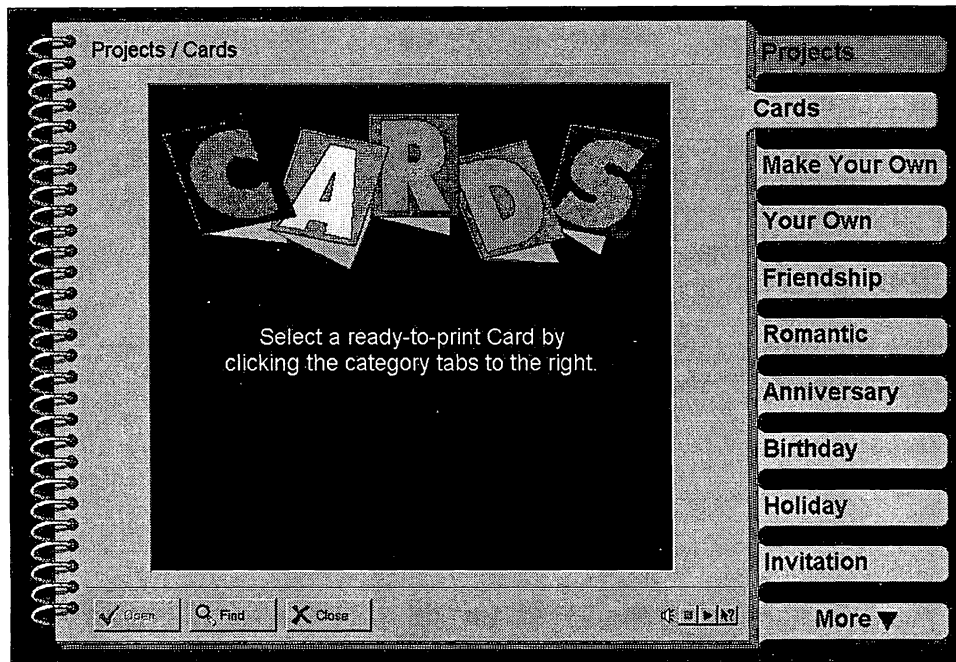 Projects / Cards
CARDS
Select a ready-to-print Card by
clicking the category tabs to the right.
Open
Find
Close
Projects
Cards
Make Your Own
Your Own
Friendship
Romantic
Anniversary
Birthday
Holiday
Invitation
More